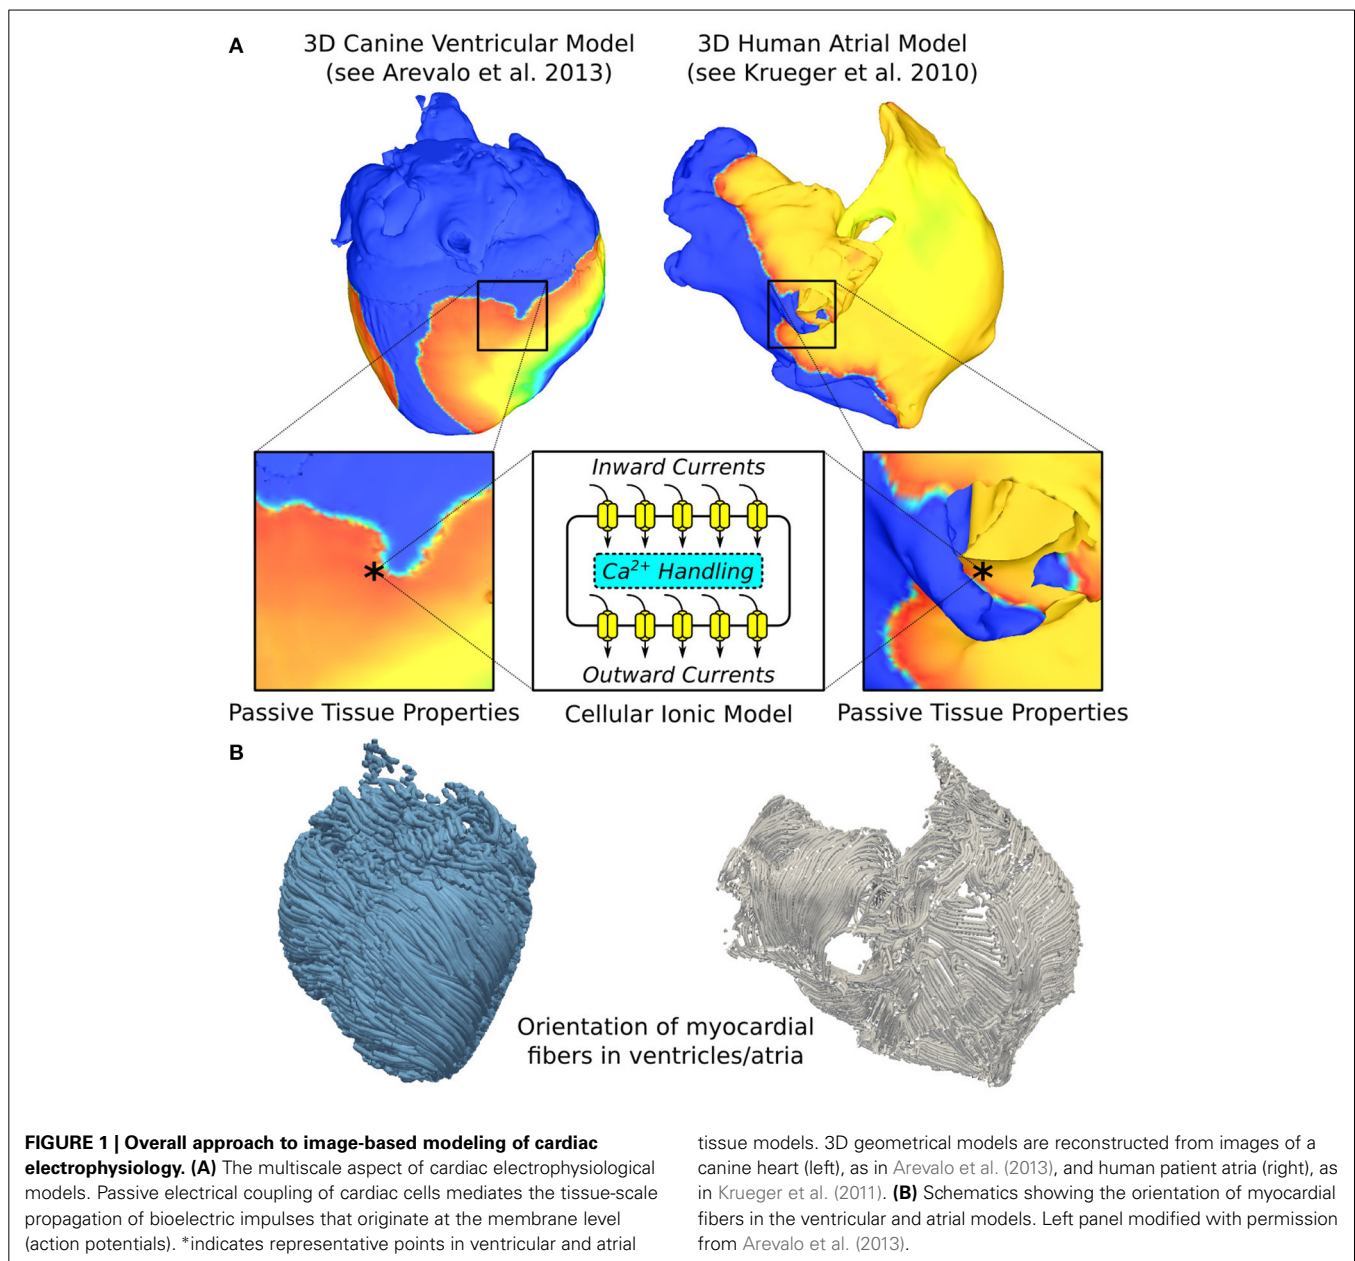 A
3D Canine Ventricular Model
(see Arevalo et al. 2013)
3D Human Atrial Model
(see Krueger et al. 2010)
Inward Currents
Ca2+ Handling
Outward Currents
*
*
Passive Tissue Properties
Cellular Ionic Model
Passive Tissue Properties
B
Orientation of myocardial
fibers in ventricles/atria
FIGURE 1 | Overall approach to image-based modeling of cardiac
electrophysiology. (A) The multiscale aspect of cardiac electrophysiological
models. Passive electrical coupling of cardiac cells mediates the tissue-scale
propagation of bioelectric impulses that originate at the membrane level
(action potentials). *indicates representative points in ventricular and atrial
tissue models. 3D geometrical models are reconstructed from images of a
canine heart (left), as in Arevalo et al. (2013), and human patient atria (right), as
in Krueger et al. (2011). (B) Schematics showing the orientation of myocardial
fibers in the ventricular and atrial models. Left panel modified with permission
from Arevalo et al. (2013).